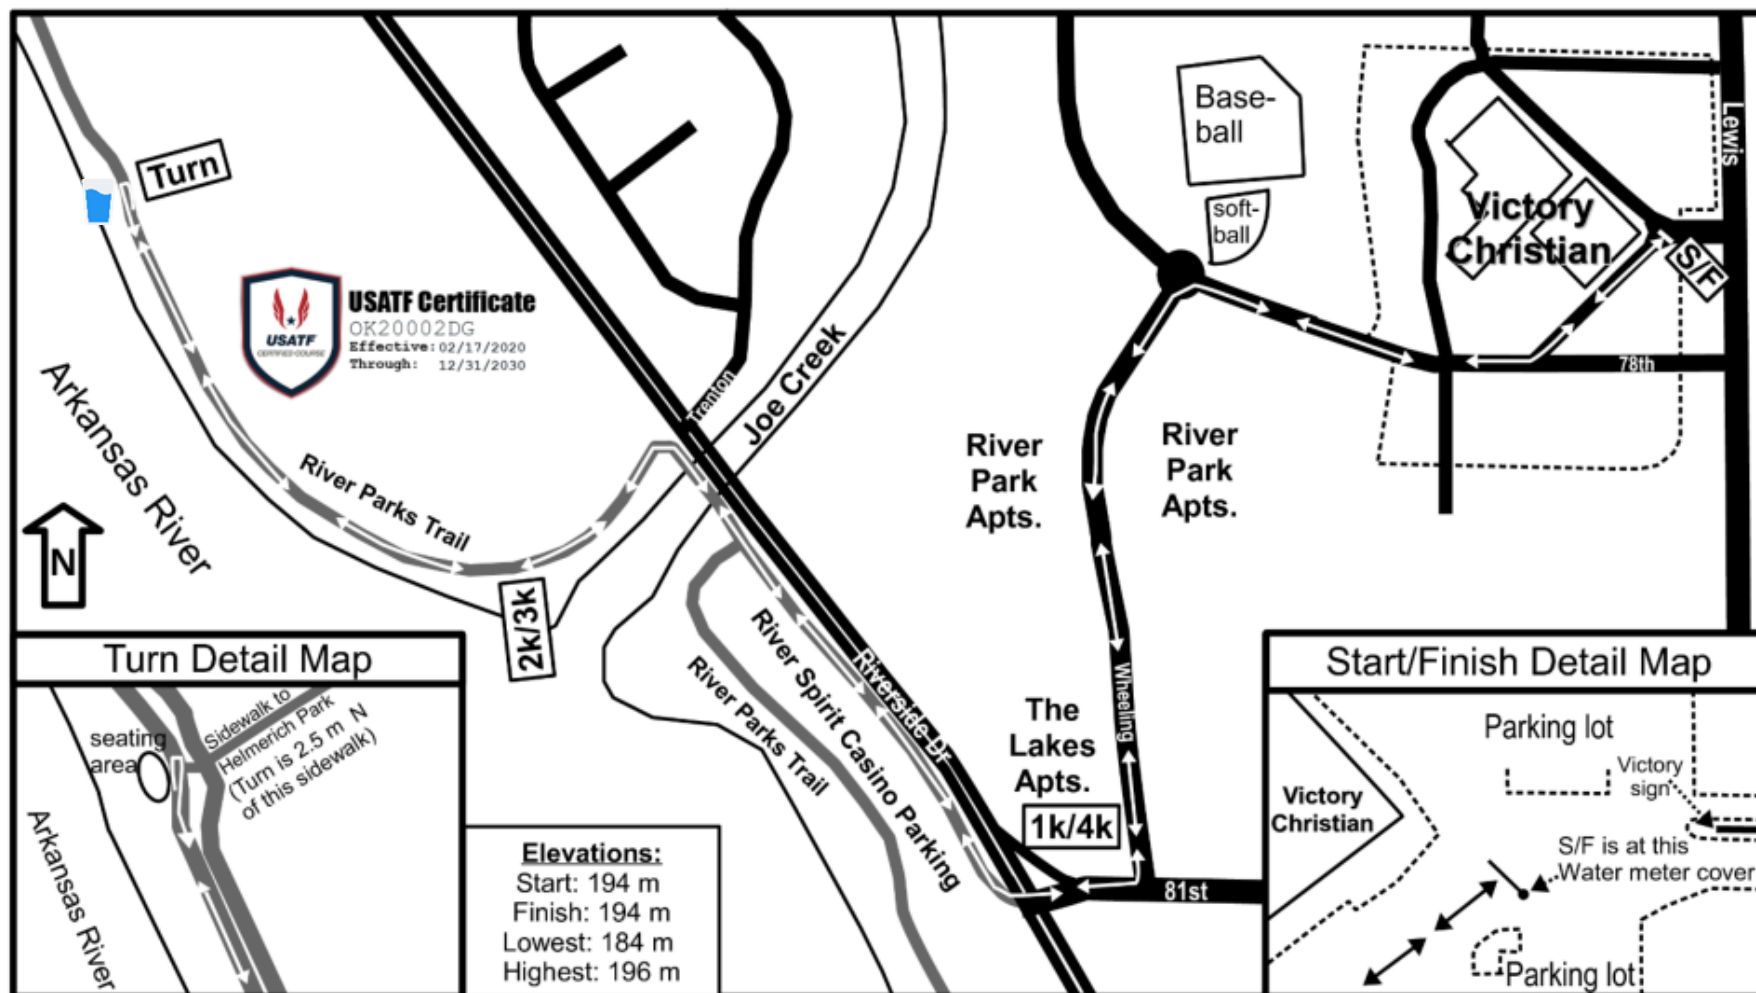 Turn
USATF
CERTIFIED COURSE
USATF Certificate
OK20002DG
Effective: 02/17/2020
Through: 12/31/2030
Arkansas River
N
River Parks Trail
2k/3k
Trenton
Joe Creek
Base-
ball
soft-
ball
Lewis
Victory
Christian
S/F
78th
River
Park
Apts.
River
Park
Apts.
Wheeling
River Spirit Casino Parking
Riverside Dr
River Parks Trail
The
Lakes
Apts.
1k/4k
81st
Turn Detail Map
seating
area
Sidewalk to
Helmerich Park
(Turn is 2.5 m N
of this sidewalk)
Arkansas River
Elevations:
Start: 194 m
Finish: 194 m
Lowest: 184 m
Highest: 196 m
Start/Finish Detail Map
Parking lot
Victory
sign
Victory
Christian
S/F is at this
Water meter cover
Parking lot